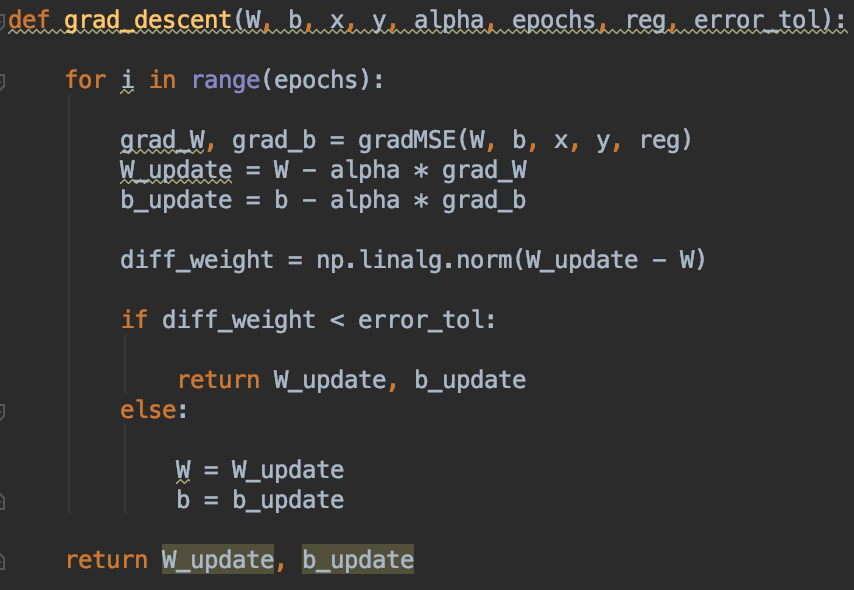 def grad_descent(W, b, x, y, alpha, epochs, reg, error_tol):
for i in range(epochs):
grad_W, grad_b = gradMSE(W, b, x, y, reg)
W_update = W - alpha * grad_W
b_update = b - alpha * grad_b
diff_weight = np.linalg.norm(W_update - W)
if diff_weight < error_tol:
return W_update, b_update
else:
W = W_update
b = b_update
return W_update, b_update